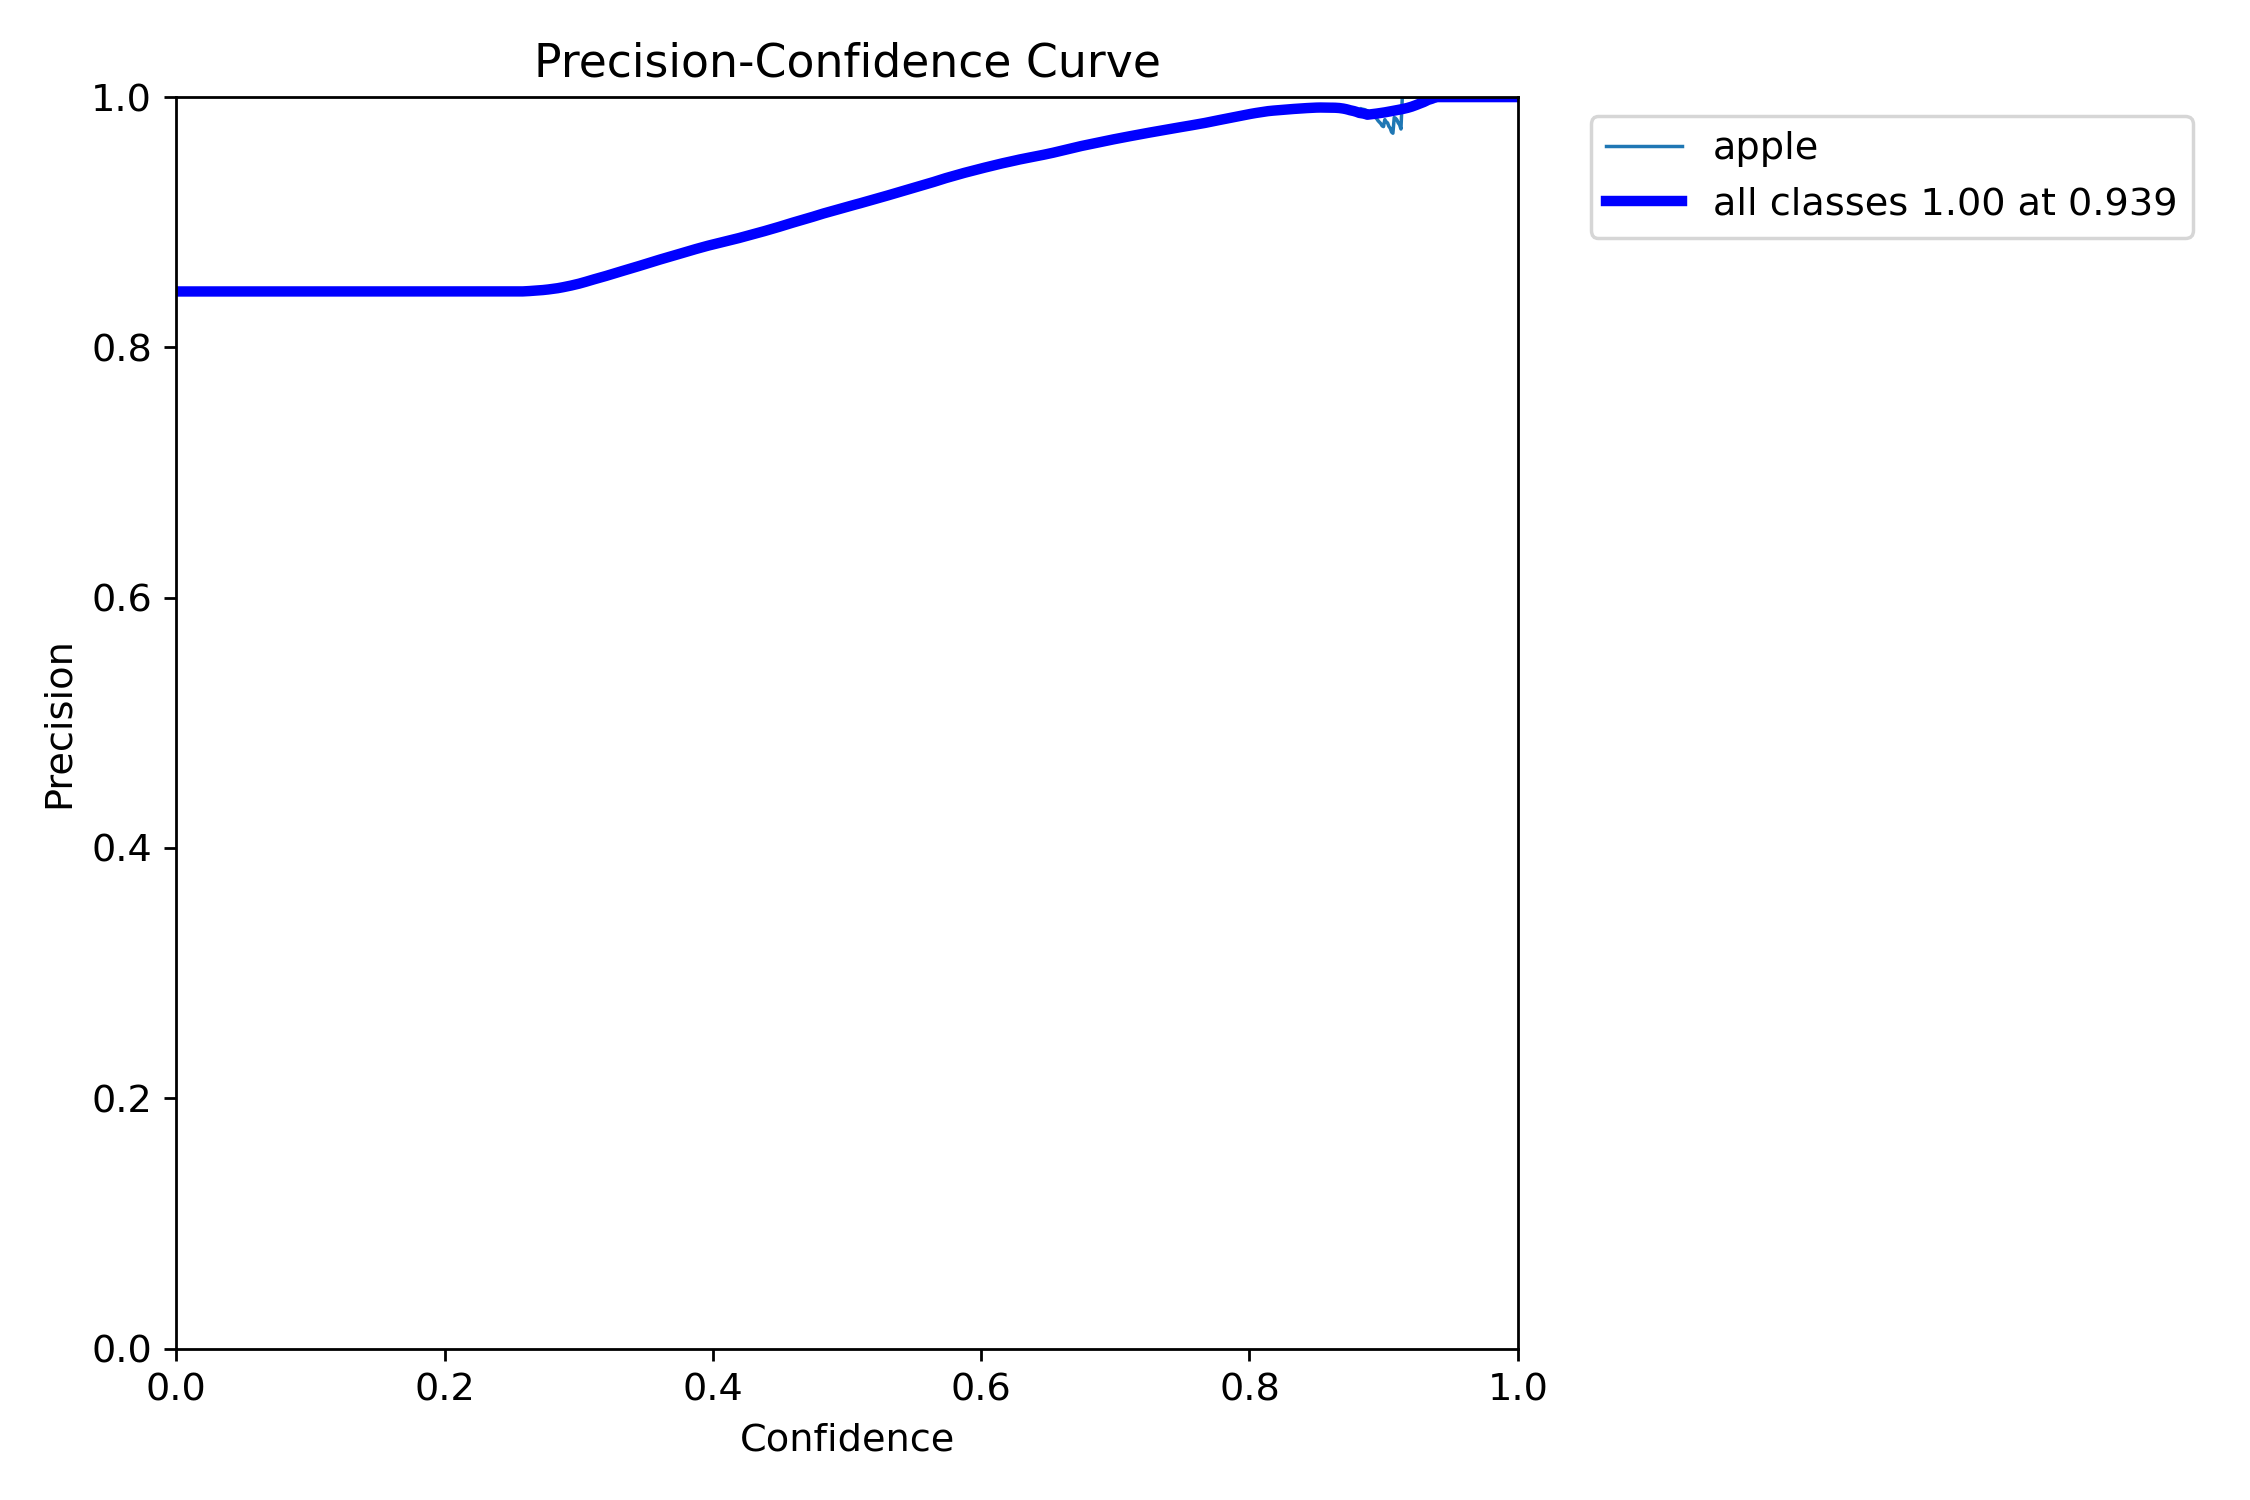 Precision-Confidence Curve
1.0
0.8
0.6
0.4
0.2
0.0
Precision
0.0 0.2 0.4 0.6 0.8 1.0
Confidence
apple
all classes 1.00 at 0.939